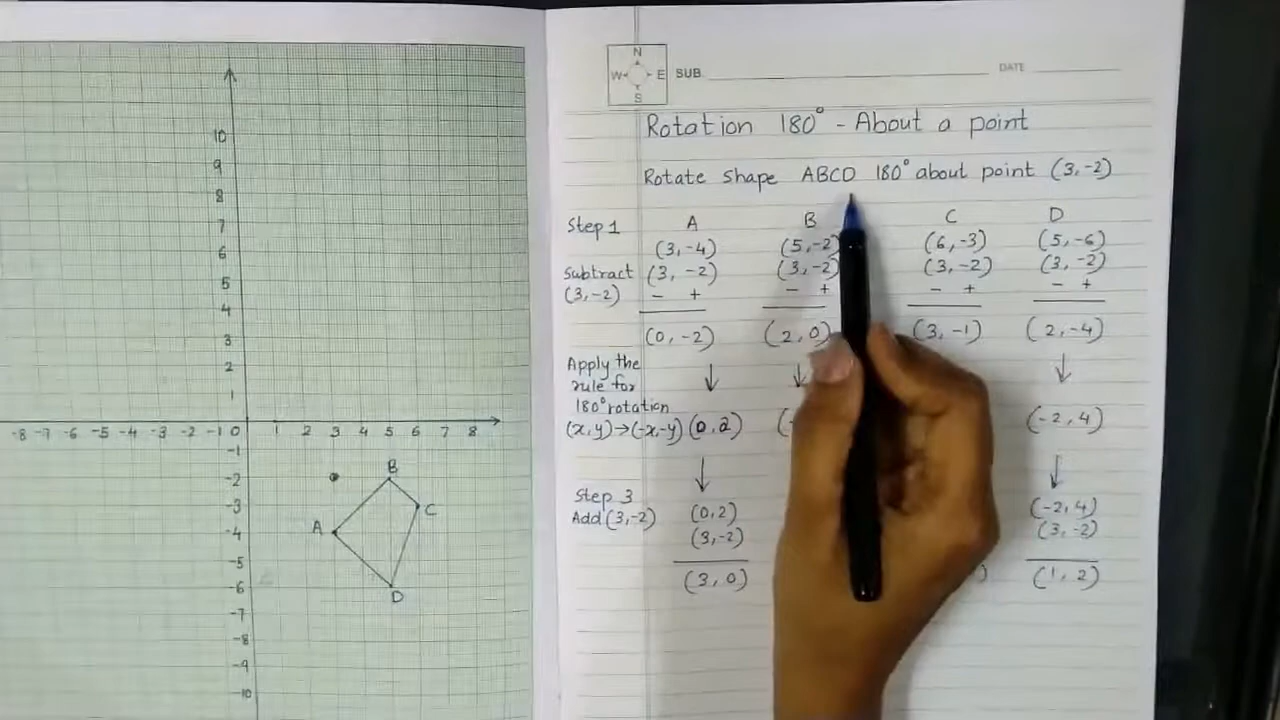 10
9
8
7
6
5
4
3
2
1
-8 -7 -6 -5 -4 -3 -2 -1 0 1 2 3 4 5 6 7 8
-1
-2
-3
-4
-5
-6
-7
-8
-9
-10
B
C
A
D
N
W E
S
SUB
DATE
Rotation 180° - About a point
Rotate shape ABCD 180° about point (3,-2)
Step 1 A B C D
(3,-4) (5,-2) (6,-3) (5,-6)
Subtract (3,-2) (3,-2) (3,-2) (3,-2)
(3,-2) - + - + - + - +
(0,-2) (2,0) (3,-1) (2,-4)
Apply the
rule for
180° rotation
(x,y)→(-x,-y) (0,2) (-2,4)
Step 3 (0,2) (-2,4)
Add (3,-2) (3,-2) (3,-2)
(3,0) (1,2)